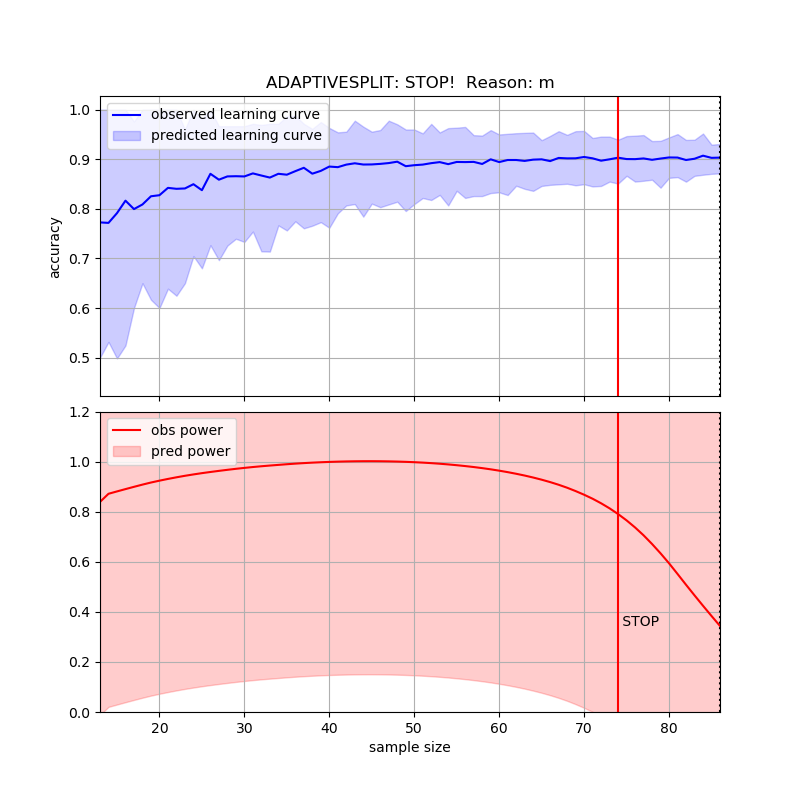 ADAPTIVESPLIT: STOP!  Reason: m
1.0
0.9
0.8
0.7
0.6
0.5
accuracy
observed learning curve
predicted learning curve
1.2
1.0
0.8
0.6
0.4
0.2
0.0
obs power
pred power
STOP
20
30
40
50
60
70
80
sample size